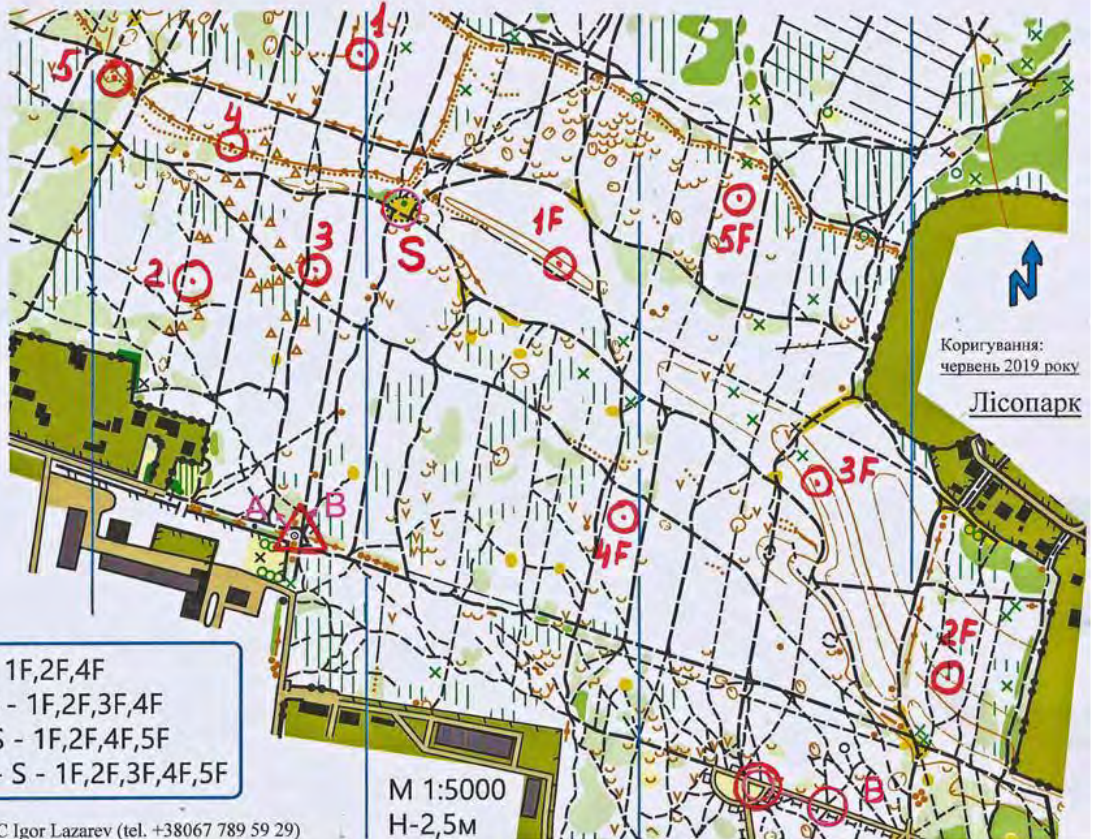 1
5
4
3
2
S
1F
5F
N
Коригування:
червень 2019 року
Лісопарк
3F
A
B
4F
2F
1F,2F,4F
- 1F,2F,3F,4F
S - 1F,2F,4F,5F
- S - 1F,2F,3F,4F,5F
B
М 1:5000
Н-2,5м
C Igor Lazarev (tel. +38067 789 59 29)